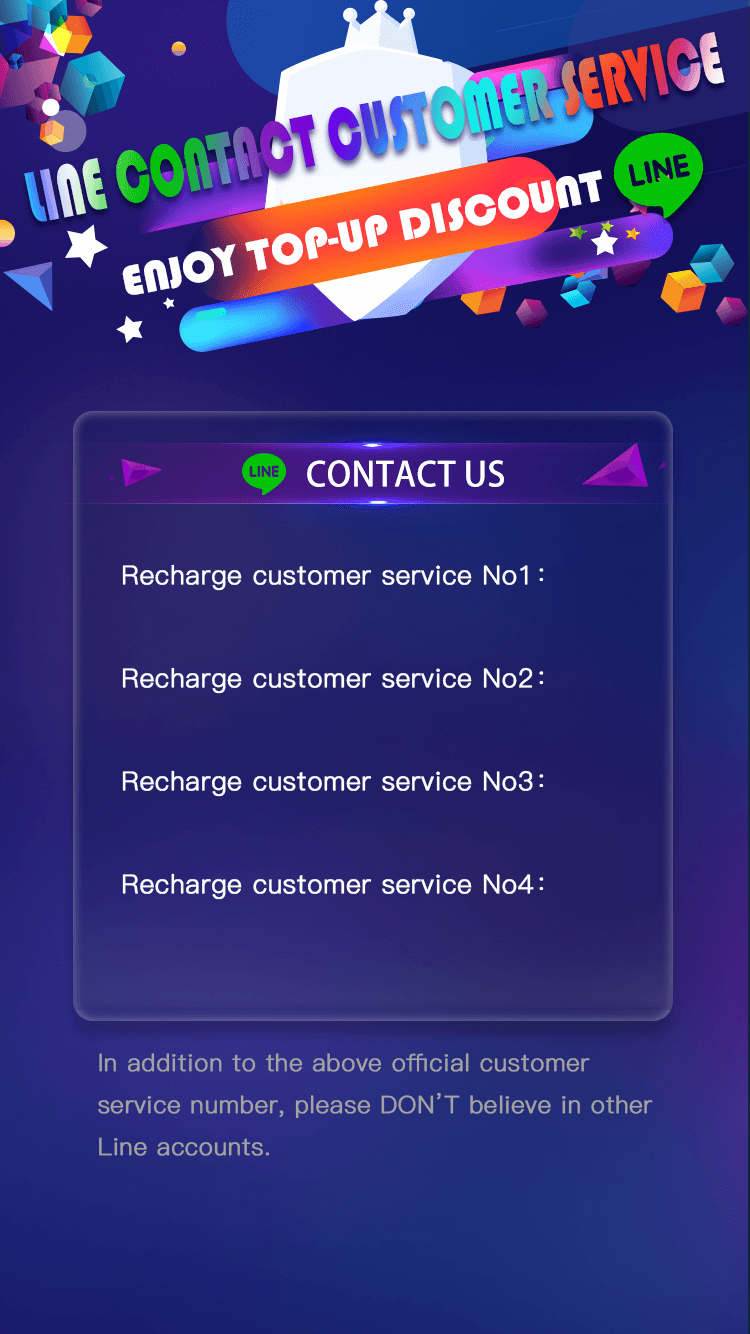 LINE CONTACT CUSTOMER SERVICE
ENJOY TOP-UP DISCOUNT LINE
LINE CONTACT US
Recharge customer service No1:
Recharge customer service No2:
Recharge customer service No3:
Recharge customer service No4:
In addition to the above official customer
service number, please DON'T believe in other
Line accounts.